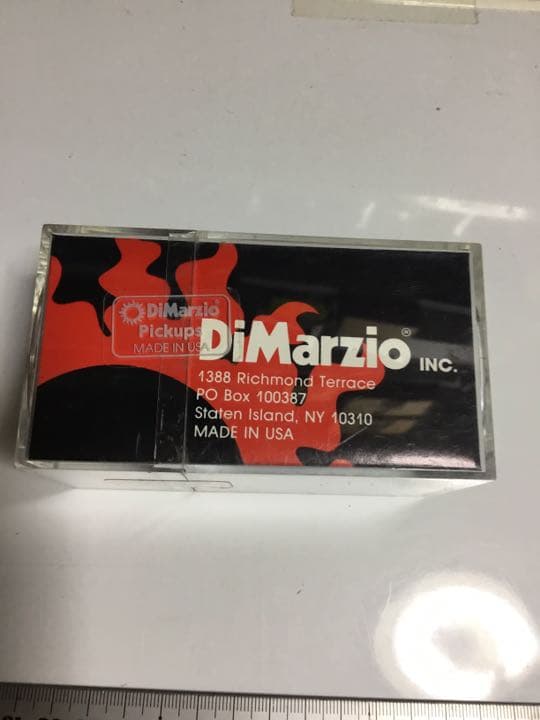 DiMarzio®
Pickups
MADE IN USA
DiMarzio® INC.
1388 Richmond Terrace
PO Box 100387
Staten Island, NY 10310
MADE IN USA